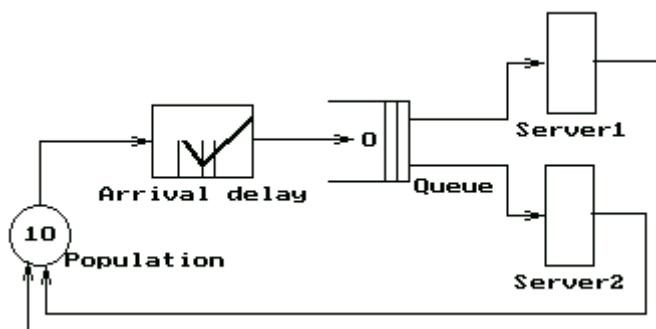 Server1
0
Arrival delay
Queue
10
Population
Server2